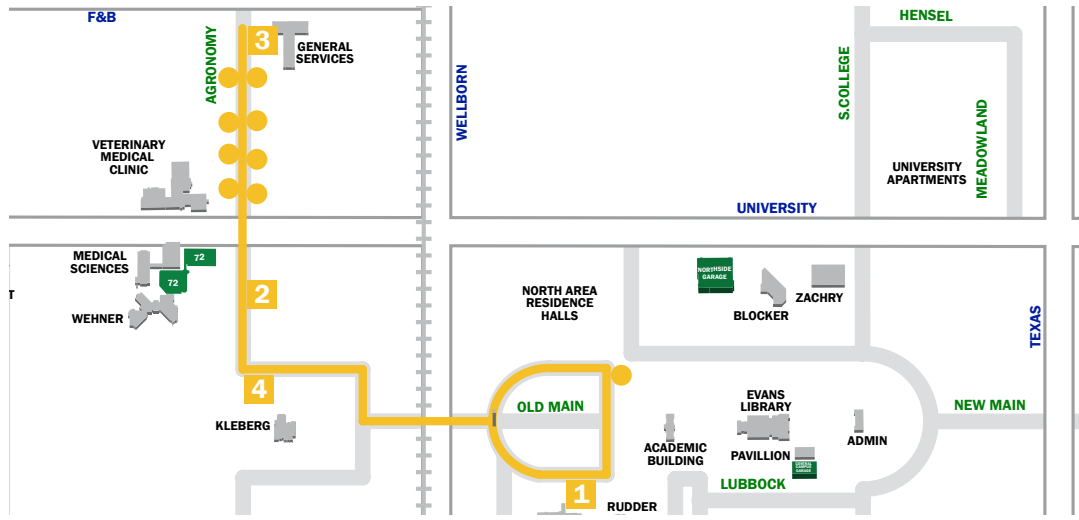 F&B
HENSEL
3
GENERAL
SERVICES
AGRONOMY
WELLBORN
S.COLLEGE
MEADOWLAND
VETERINARY
MEDICAL
CLINIC
UNIVERSITY
APARTMENTS
UNIVERSITY
MEDICAL
SCIENCES
72
72
T
WEHNER
2
NORTH AREA
RESIDENCE
HALLS
NORTHSIDE
GARAGE
ZACHRY
BLOCKER
TEXAS
4
KLEBERG
OLD MAIN
EVANS
LIBRARY
NEW MAIN
ACADEMIC
BUILDING
PAVILLION
ADMIN
LUBBOCK
1
RUDDER